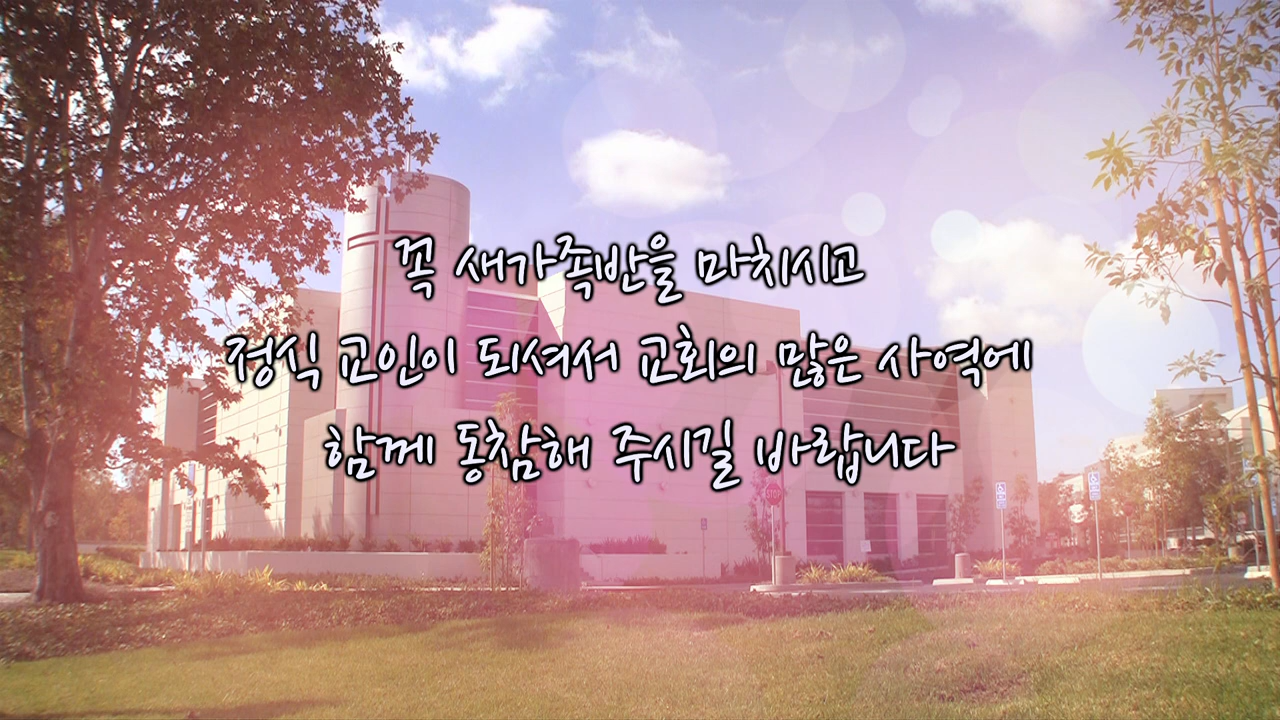 꼭 새가족반을 마치시고
정식 교인이 되셔서 교회의 많은 사역에
함께 동참해 주시길 바랍니다
STOP